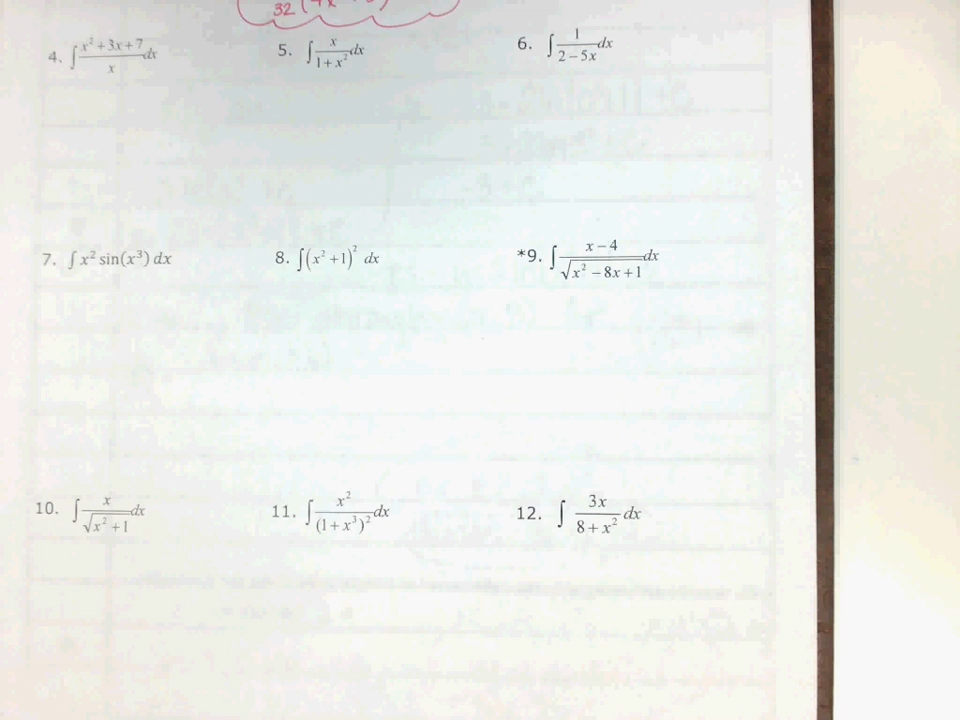 32 (4x
4. ∫ (x² + 3x + 7)/x dx 5. ∫ x/(1 + x²) dx 6. ∫ 1/(2 − 5x) dx
7. ∫ x² sin(x³) dx 8. ∫(x² + 1)² dx *9. ∫ (x − 4)/√(x² − 8x + 1) dx
10. ∫ x/√(x² + 1) dx 11. ∫ x²/(1 + x³)² dx 12. ∫ 3x/(8 + x²) dx